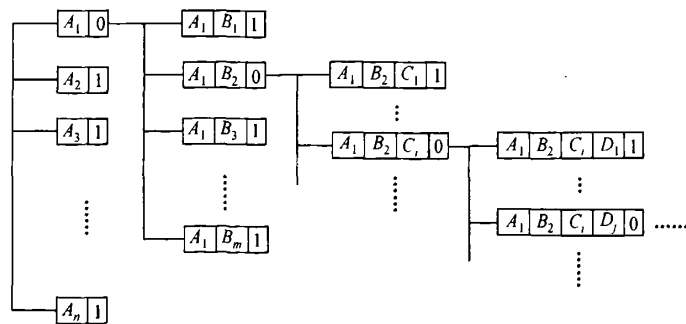 A₁ 0 A₁ B₁ 1
A₁ B₂ 0 A₁ B₂ C₁ 1
A₂ 1
A₃ 1 A₁ B₃ 1
A₁ B₂ Cᵢ 0 A₁ B₂ Cᵢ D₁ 1
A₁ Bₘ 1 A₁ B₂ Cᵢ Dⱼ 0 ......
Aₙ 1